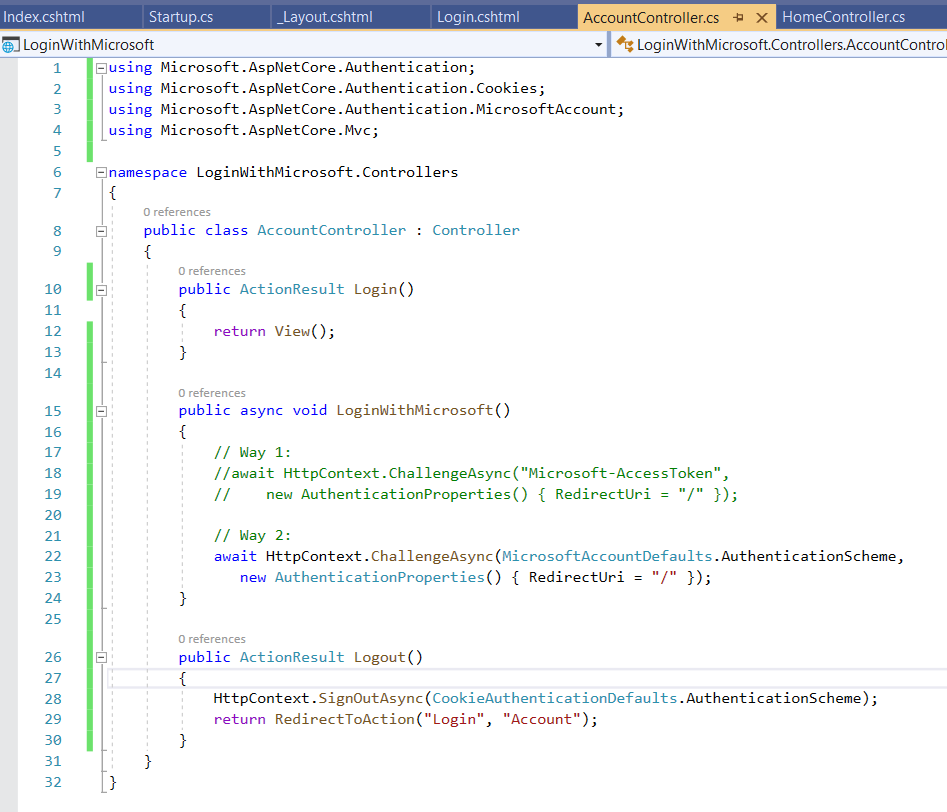 Index.cshtml Startup.cs _Layout.cshtml Login.cshtml AccountController.cs HomeController.cs
LoginWithMicrosoft LoginWithMicrosoft.Controllers.AccountControl
1 using Microsoft.AspNetCore.Authentication;
2 using Microsoft.AspNetCore.Authentication.Cookies;
3 using Microsoft.AspNetCore.Authentication.MicrosoftAccount;
4 using Microsoft.AspNetCore.Mvc;
5
6 namespace LoginWithMicrosoft.Controllers
7 {
0 references
8 public class AccountController : Controller
9 {
0 references
10 public ActionResult Login()
11 {
12 return View();
13 }
14
0 references
15 public async void LoginWithMicrosoft()
16 {
17 // Way 1:
18 //await HttpContext.ChallengeAsync("Microsoft-AccessToken",
19 // new AuthenticationProperties() { RedirectUri = "/" });
20
21 // Way 2:
22 await HttpContext.ChallengeAsync(MicrosoftAccountDefaults.AuthenticationScheme,
23 new AuthenticationProperties() { RedirectUri = "/" });
24 }
25
0 references
26 public ActionResult Logout()
27 {
28 HttpContext.SignOutAsync(CookieAuthenticationDefaults.AuthenticationScheme);
29 return RedirectToAction("Login", "Account");
30 }
31 }
32 }